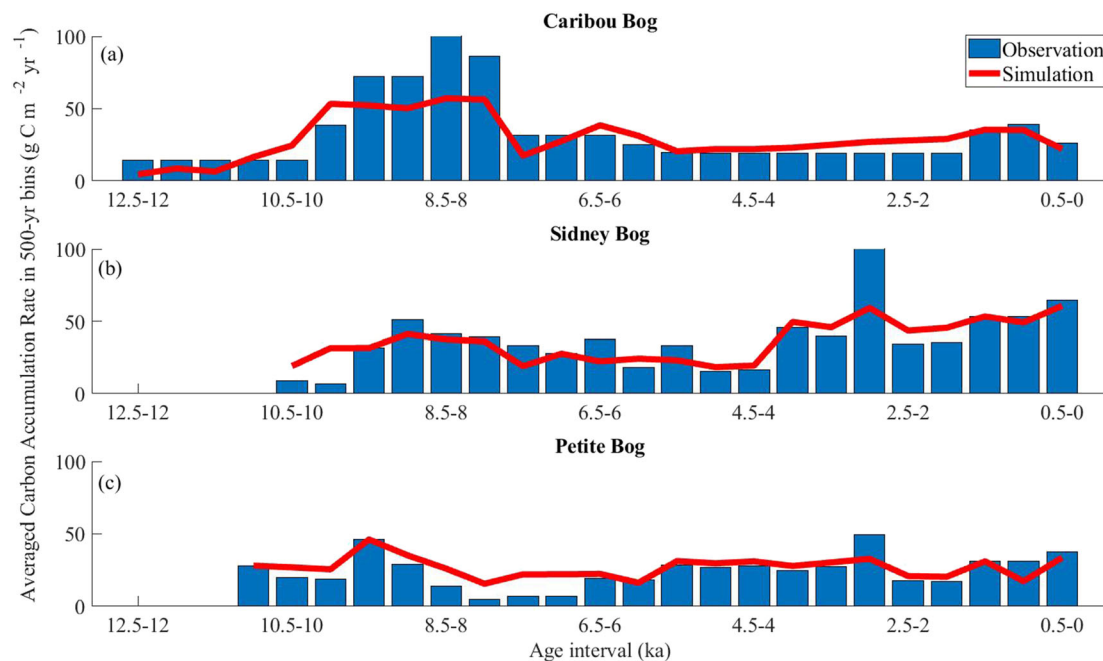 Caribou Bog
(a)
100
50
0
Observation
Simulation
12.5-12 10.5-10 8.5-8 6.5-6 4.5-4 2.5-2 0.5-0
Sidney Bog
(b)
100
50
0
12.5-12 10.5-10 8.5-8 6.5-6 4.5-4 2.5-2 0.5-0
Petite Bog
(c)
100
50
0
12.5-12 10.5-10 8.5-8 6.5-6 4.5-4 2.5-2 0.5-0
Age interval (ka)
Averaged Carbon Accumulation Rate in 500-yr bins (g C m⁻² yr⁻¹)